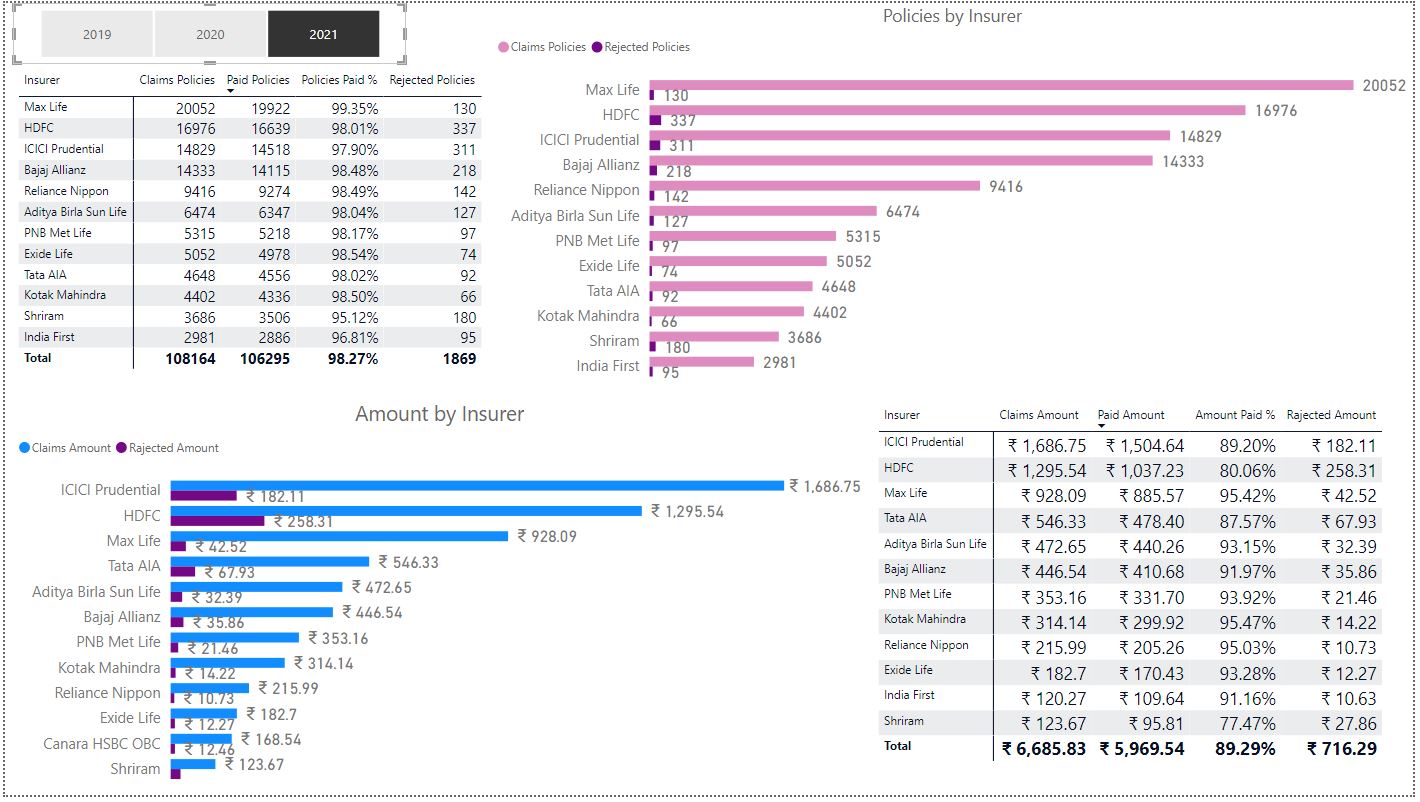 2019 2020 2021
Insurer Claims Policies Paid Policies Policies Paid % Rejected Policies
Max Life 20052 19922 99.35% 130
HDFC 16976 16639 98.01% 337
ICICI Prudential 14829 14518 97.90% 311
Bajaj Allianz 14333 14115 98.48% 218
Reliance Nippon 9416 9274 98.49% 142
Aditya Birla Sun Life 6474 6347 98.04% 127
PNB Met Life 5315 5218 98.17% 97
Exide Life 5052 4978 98.54% 74
Tata AIA 4648 4556 98.02% 92
Kotak Mahindra 4402 4336 98.50% 66
Shriram 3686 3506 95.12% 180
India First 2981 2886 96.81% 95
Total 108164 106295 98.27% 1869
Policies by Insurer
Claims Policies Rejected Policies
Max Life 20052
130
HDFC 16976
337
ICICI Prudential 14829
311
Bajaj Allianz 14333
218
Reliance Nippon 9416
142
Aditya Birla Sun Life 6474
127
PNB Met Life 5315
97
Exide Life 5052
74
Tata AIA 4648
92
Kotak Mahindra 4402
66
Shriram 3686
180
India First 2981
95
Amount by Insurer
Claims Amount Rajected Amount
ICICI Prudential ₹ 1,686.75
₹ 182.11
HDFC ₹ 1,295.54
₹ 258.31
Max Life ₹ 928.09
₹ 42.52
Tata AIA ₹ 546.33
₹ 67.93
Aditya Birla Sun Life ₹ 472.65
₹ 32.39
Bajaj Allianz ₹ 446.54
₹ 35.86
PNB Met Life ₹ 353.16
₹ 21.46
Kotak Mahindra ₹ 314.14
₹ 14.22
Reliance Nippon ₹ 215.99
₹ 10.73
Exide Life ₹ 182.7
₹ 12.27
Canara HSBC OBC ₹ 168.54
₹ 12.46
Shriram ₹ 123.67
Insurer Claims Amount Paid Amount Amount Paid % Rejected Amount
ICICI Prudential ₹ 1,686.75 ₹ 1,504.64 89.20% ₹ 182.11
HDFC ₹ 1,295.54 ₹ 1,037.23 80.06% ₹ 258.31
Max Life ₹ 928.09 ₹ 885.57 95.42% ₹ 42.52
Tata AIA ₹ 546.33 ₹ 478.40 87.57% ₹ 67.93
Aditya Birla Sun Life ₹ 472.65 ₹ 440.26 93.15% ₹ 32.39
Bajaj Allianz ₹ 446.54 ₹ 410.68 91.97% ₹ 35.86
PNB Met Life ₹ 353.16 ₹ 331.70 93.92% ₹ 21.46
Kotak Mahindra ₹ 314.14 ₹ 299.92 95.47% ₹ 14.22
Reliance Nippon ₹ 215.99 ₹ 205.26 95.03% ₹ 10.73
Exide Life ₹ 182.7 ₹ 170.43 93.28% ₹ 12.27
India First ₹ 120.27 ₹ 109.64 91.16% ₹ 10.63
Shriram ₹ 123.67 ₹ 95.81 77.47% ₹ 27.86
Total ₹ 6,685.83 ₹ 5,969.54 89.29% ₹ 716.29